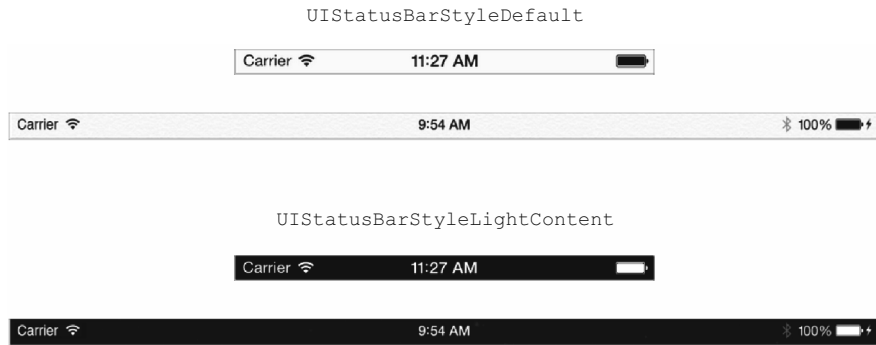 UIStatusBarStyleDefault
Carrier 11:27 AM
Carrier 9:54 AM 100%
UIStatusBarStyleLightContent
Carrier 11:27 AM
Carrier 9:54 AM 100%